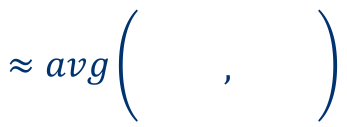 ≈ avg( , )